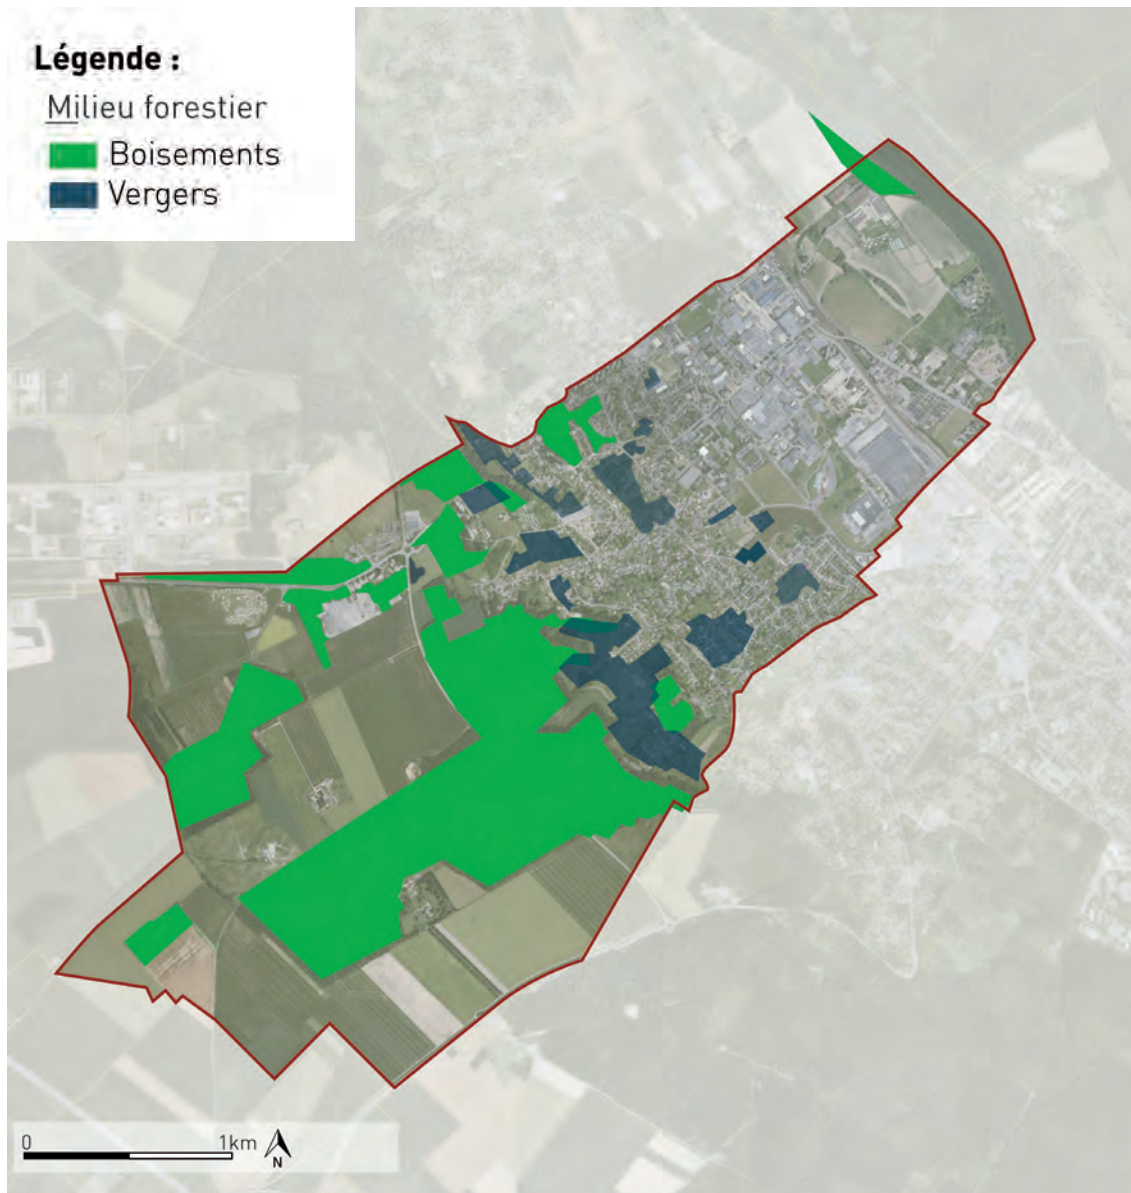 Légende :
Milieu forestier
Boisements
Vergers
0 1km
N